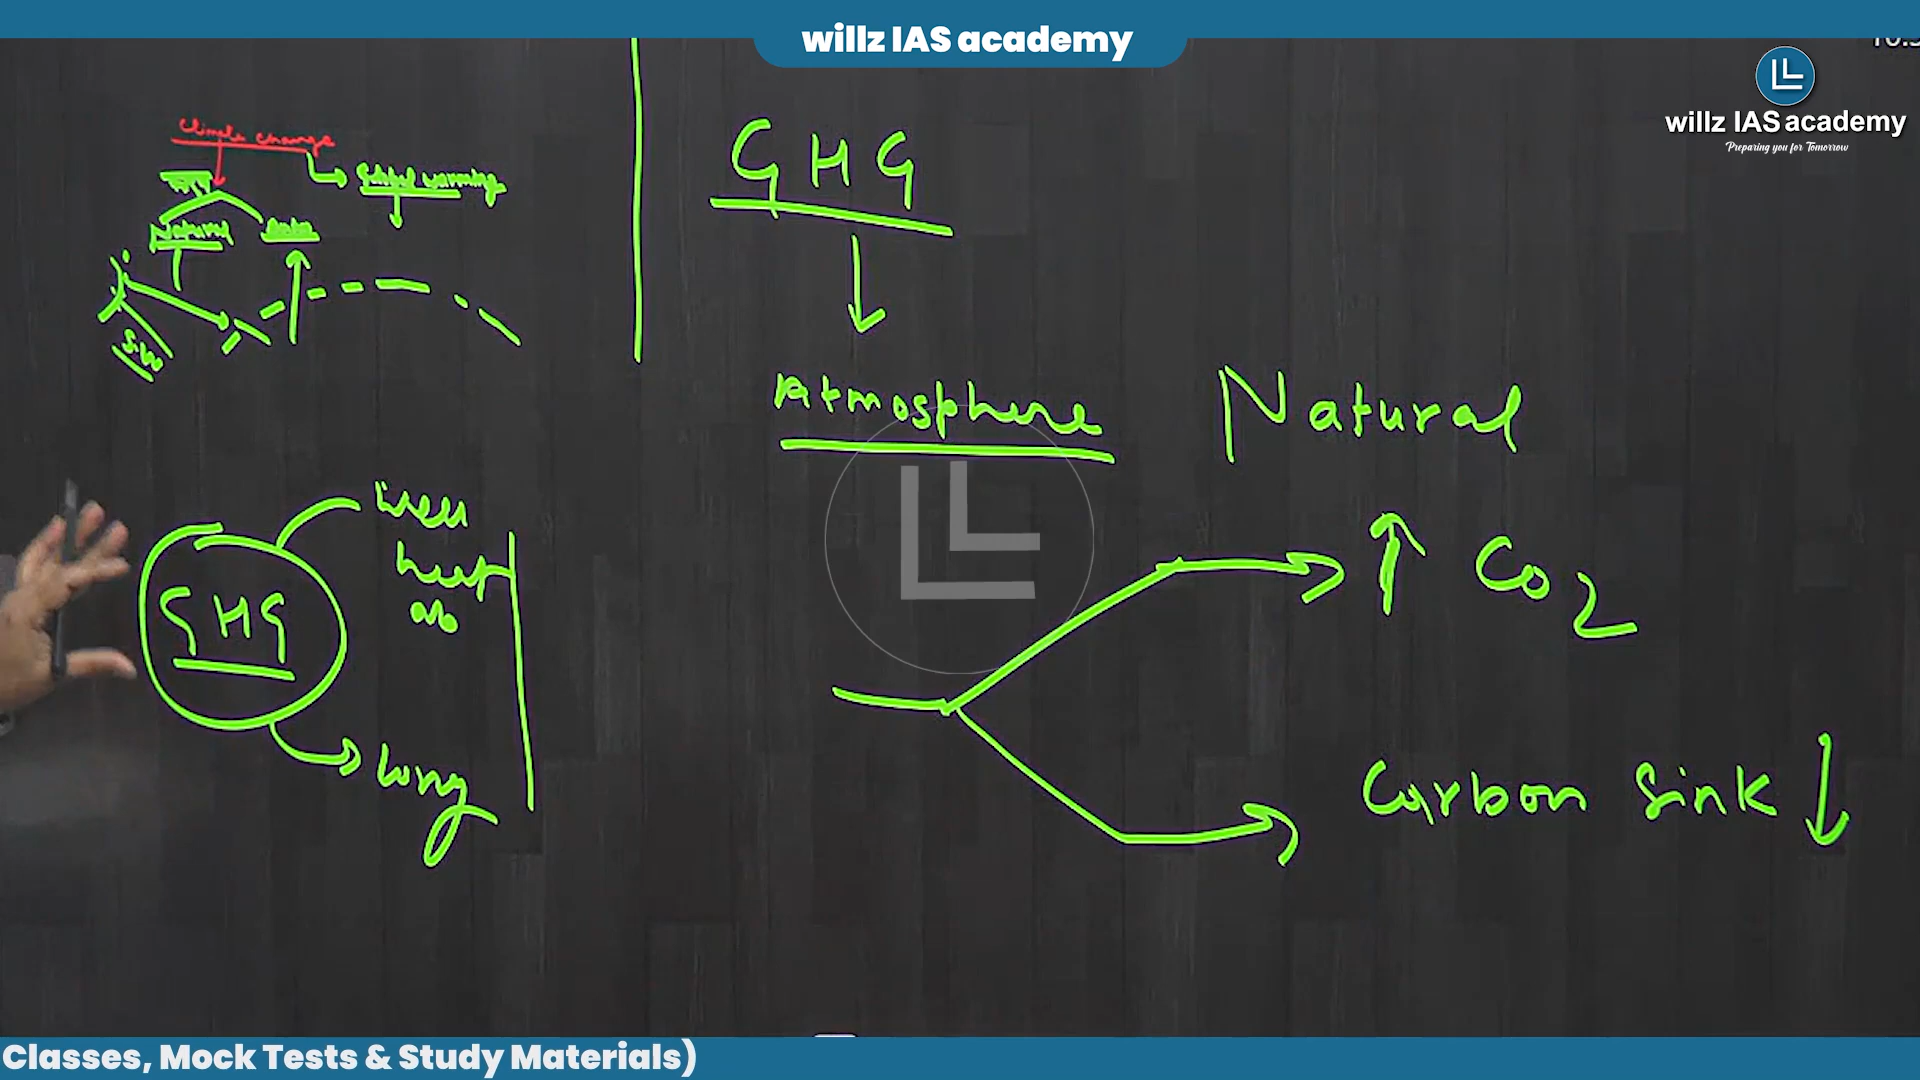 willz IAS academy
willz IAS academy
Preparing you for Tomorrow
Climate change
Global warming
Natural
GHG
Atmosphere
Natural
↑ CO2
Carbon Sink ↓
GHG
heat
long
Classes, Mock Tests & Study Materials)